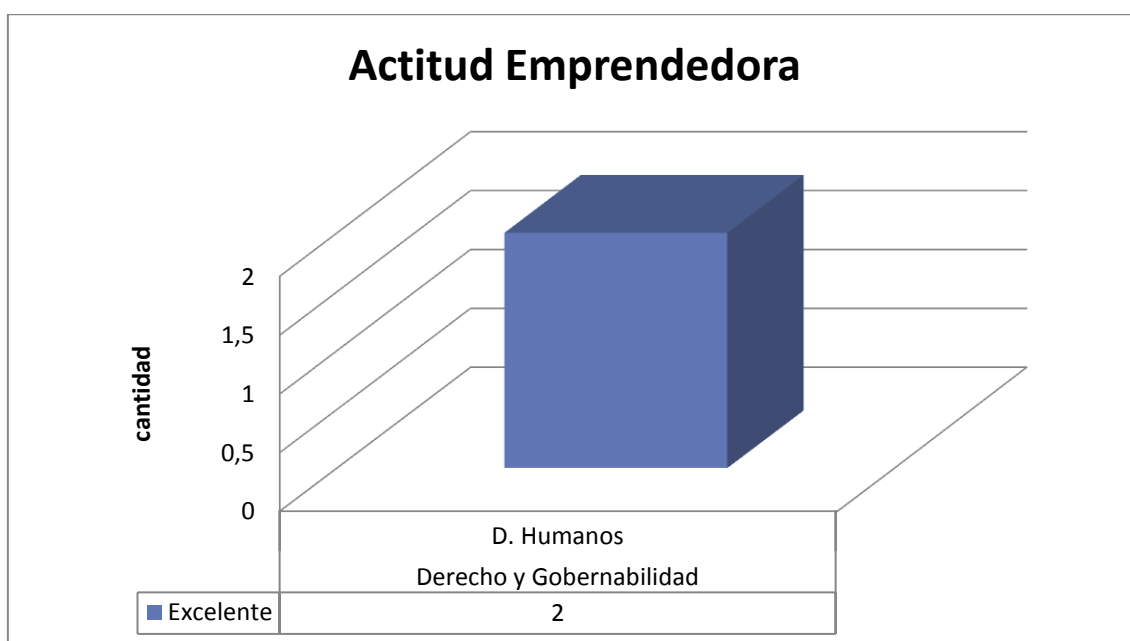 Actitud Emprendedora
cantidad
2
1,5
1
0,5
0
D. Humanos
Derecho y Gobernabilidad
Excelente 2